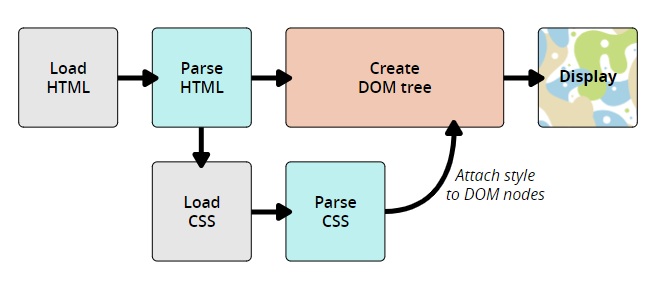 Load
HTML
Parse
HTML
Create
DOM tree
Display
Load
CSS
Parse
CSS
Attach style
to DOM nodes